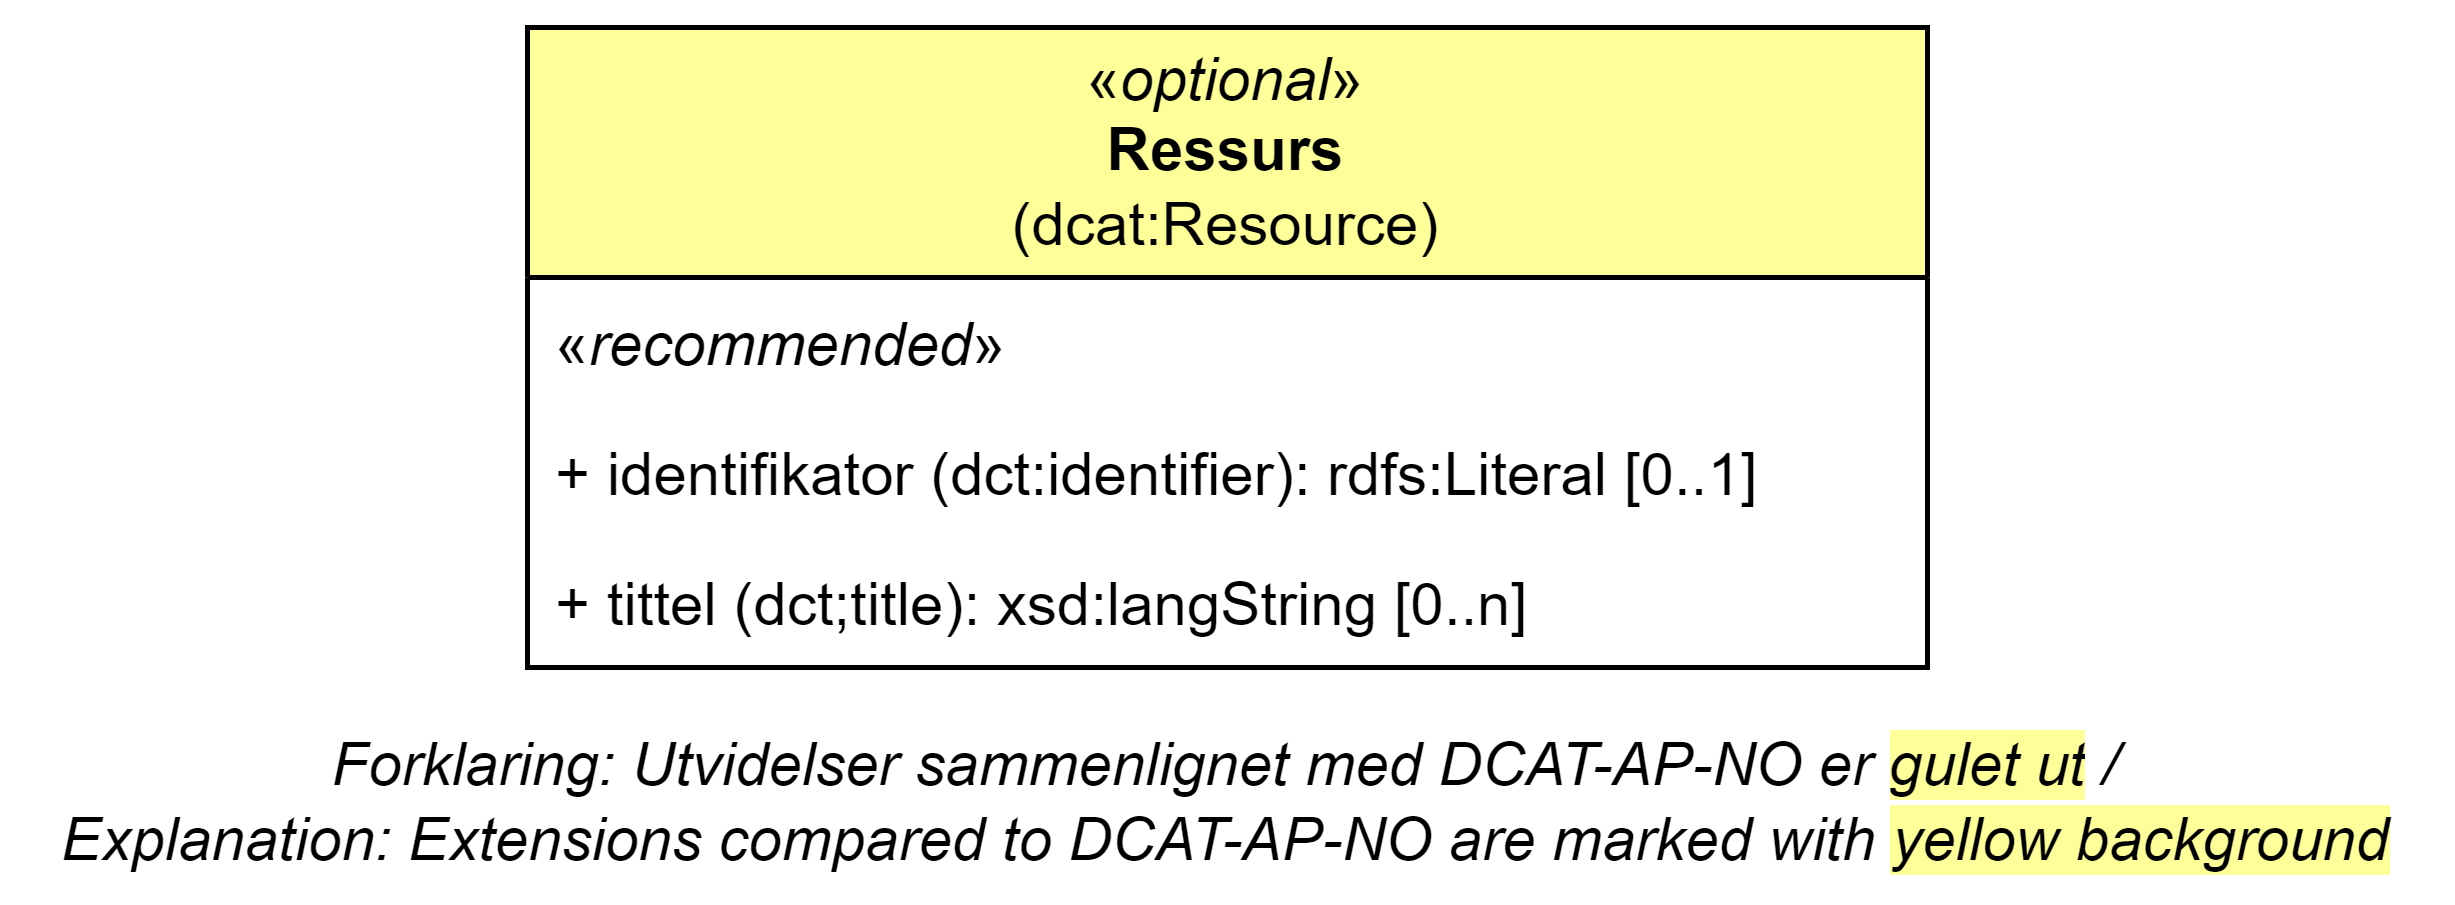 «optional»
Ressurs
(dcat:Resource)
«recommended»
+ identifikator (dct:identifier): rdfs:Literal [0..1]
+ tittel (dct;title): xsd:langString [0..n]
Forklaring: Utvidelser sammenlignet med DCAT-AP-NO er gulet ut /
Explanation: Extensions compared to DCAT-AP-NO are marked with yellow background